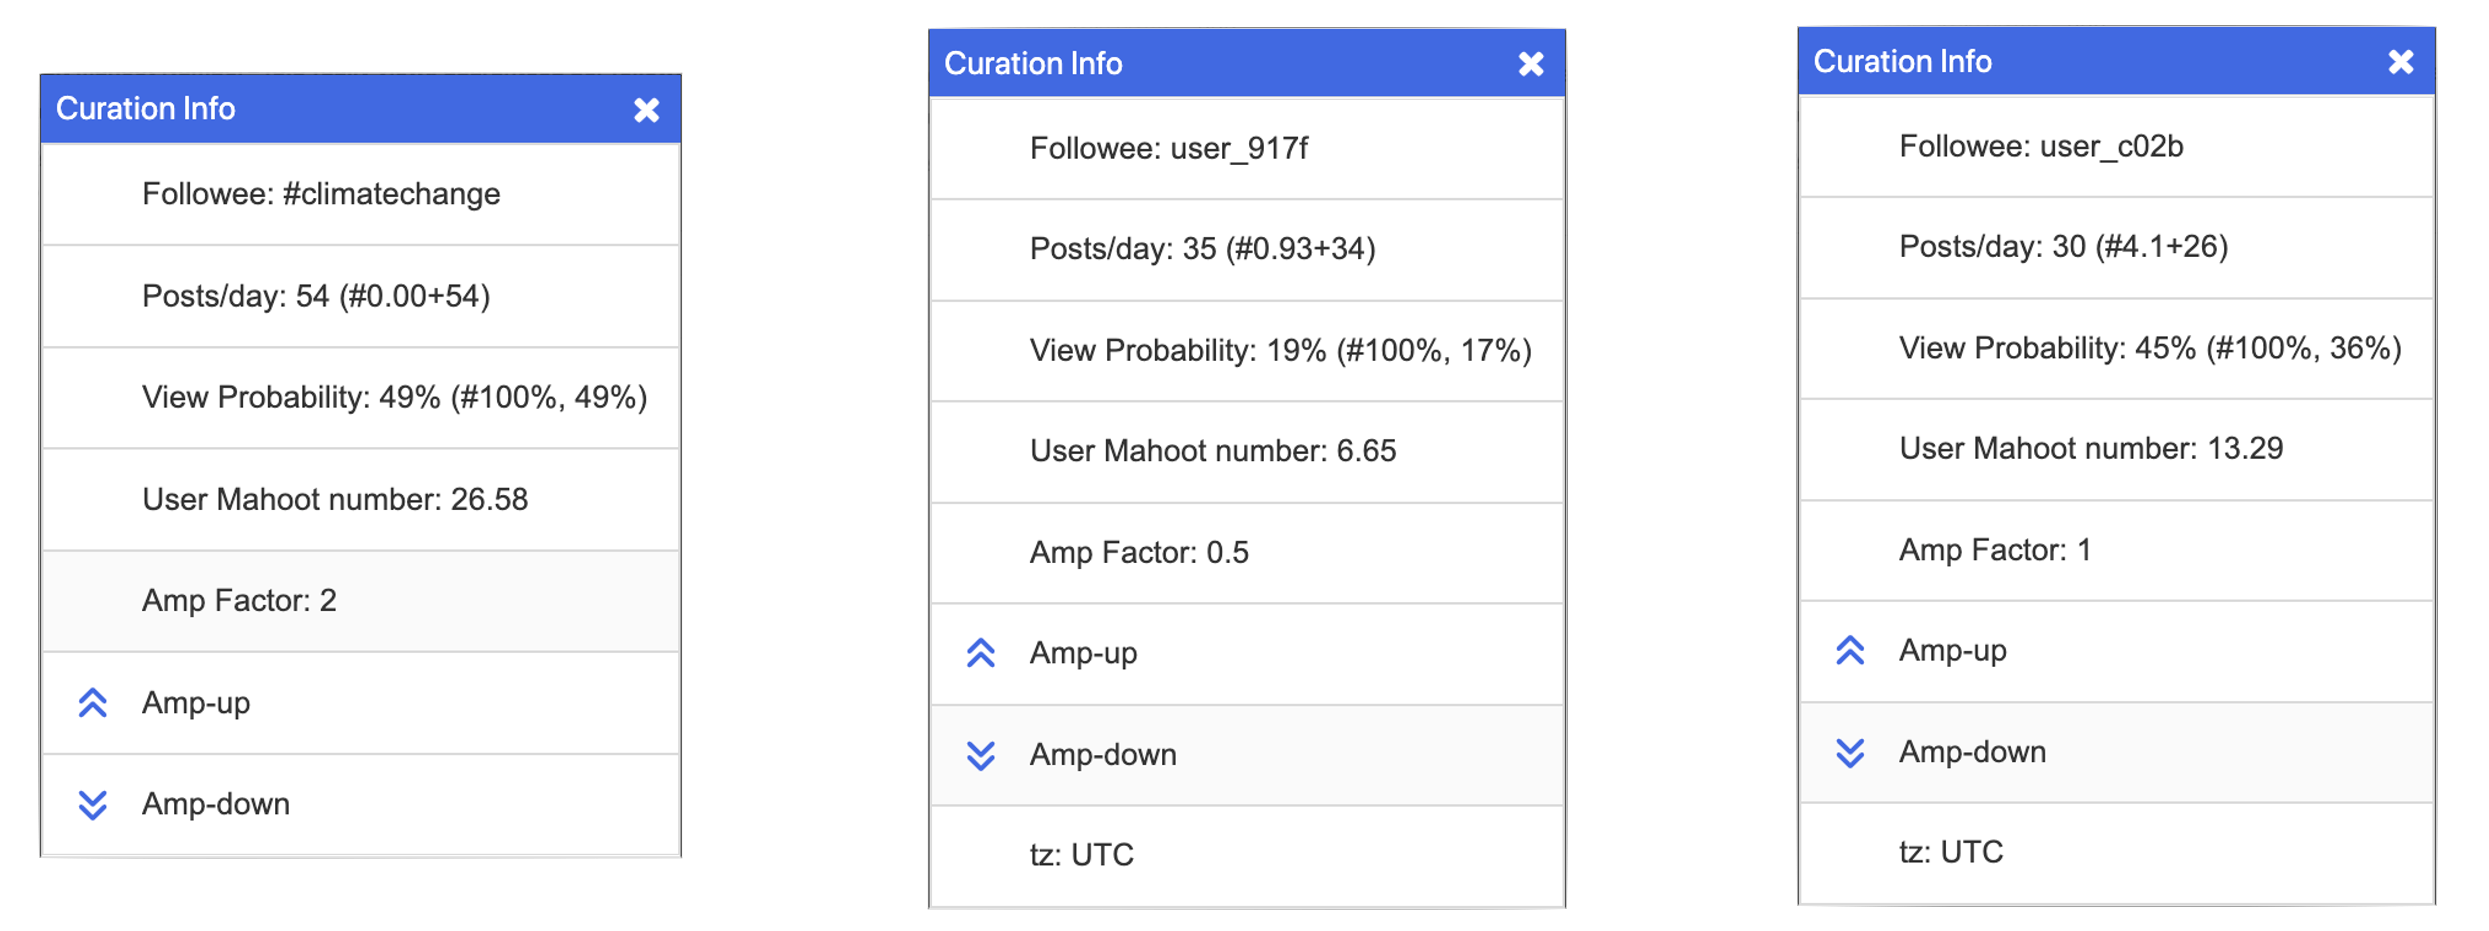 Curation Info
Followee: #climatechange
Posts/day: 54 (#0.00+54)
View Probability: 49% (#100%, 49%)
User Mahoot number: 26.58
Amp Factor: 2
Amp-up
Amp-down
Curation Info
Followee: user_917f
Posts/day: 35 (#0.93+34)
View Probability: 19% (#100%, 17%)
User Mahoot number: 6.65
Amp Factor: 0.5
Amp-up
Amp-down
tz: UTC
Curation Info
Followee: user_c02b
Posts/day: 30 (#4.1+26)
View Probability: 45% (#100%, 36%)
User Mahoot number: 13.29
Amp Factor: 1
Amp-up
Amp-down
tz: UTC